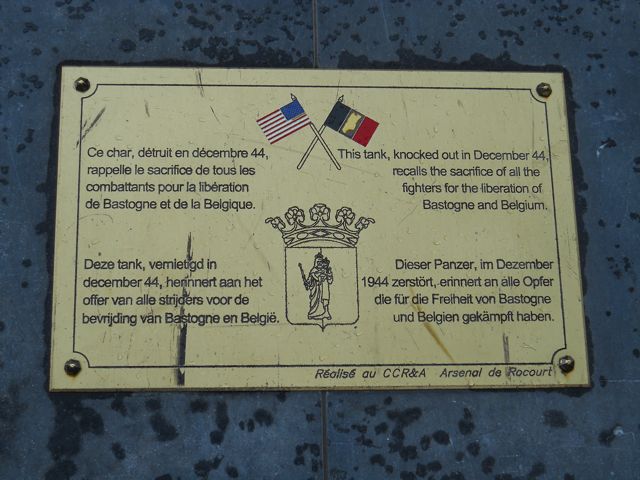 Ce char, détruit en décembre 44,
rappelle le sacrifice de tous les
combattants pour la libération
de Bastogne et de la Belgique.
This tank, knocked out in December 44,
recalls the sacrifice of all the
fighters for the liberation of
Bastogne and Belgium.
Deze tank, vernietigd in
december 44, herinnert aan het
offer van alle strijders voor de
bevrijding van Bastogne en België.
Dieser Panzer, im Dezember
1944 zerstört, erinnert an alle Opfer
die für die Freiheit von Bastogne
und Belgien gekämpft haben.
Réalisé au CCR&A Arsenal de Rocourt